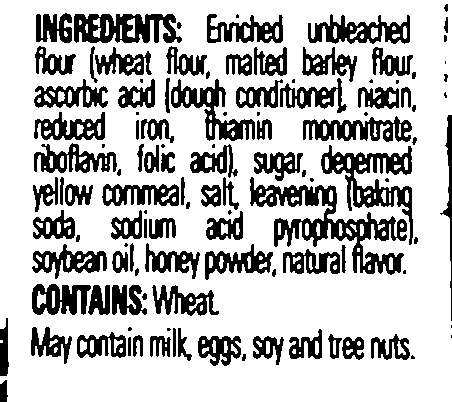 INGREDIENTS: Enriched unbleached
flour (wheat flour, malted barley flour,
ascorbic acid [dough conditioner], niacin,
reduced iron, thiamin mononitrate,
riboflavin, folic acid), sugar, degermed
yellow cornmeal, salt, leavening (baking
soda, sodium acid pyrophosphate),
soybean oil, honey powder, natural flavor.
CONTAINS: Wheat.
May contain milk, eggs, soy and tree nuts.